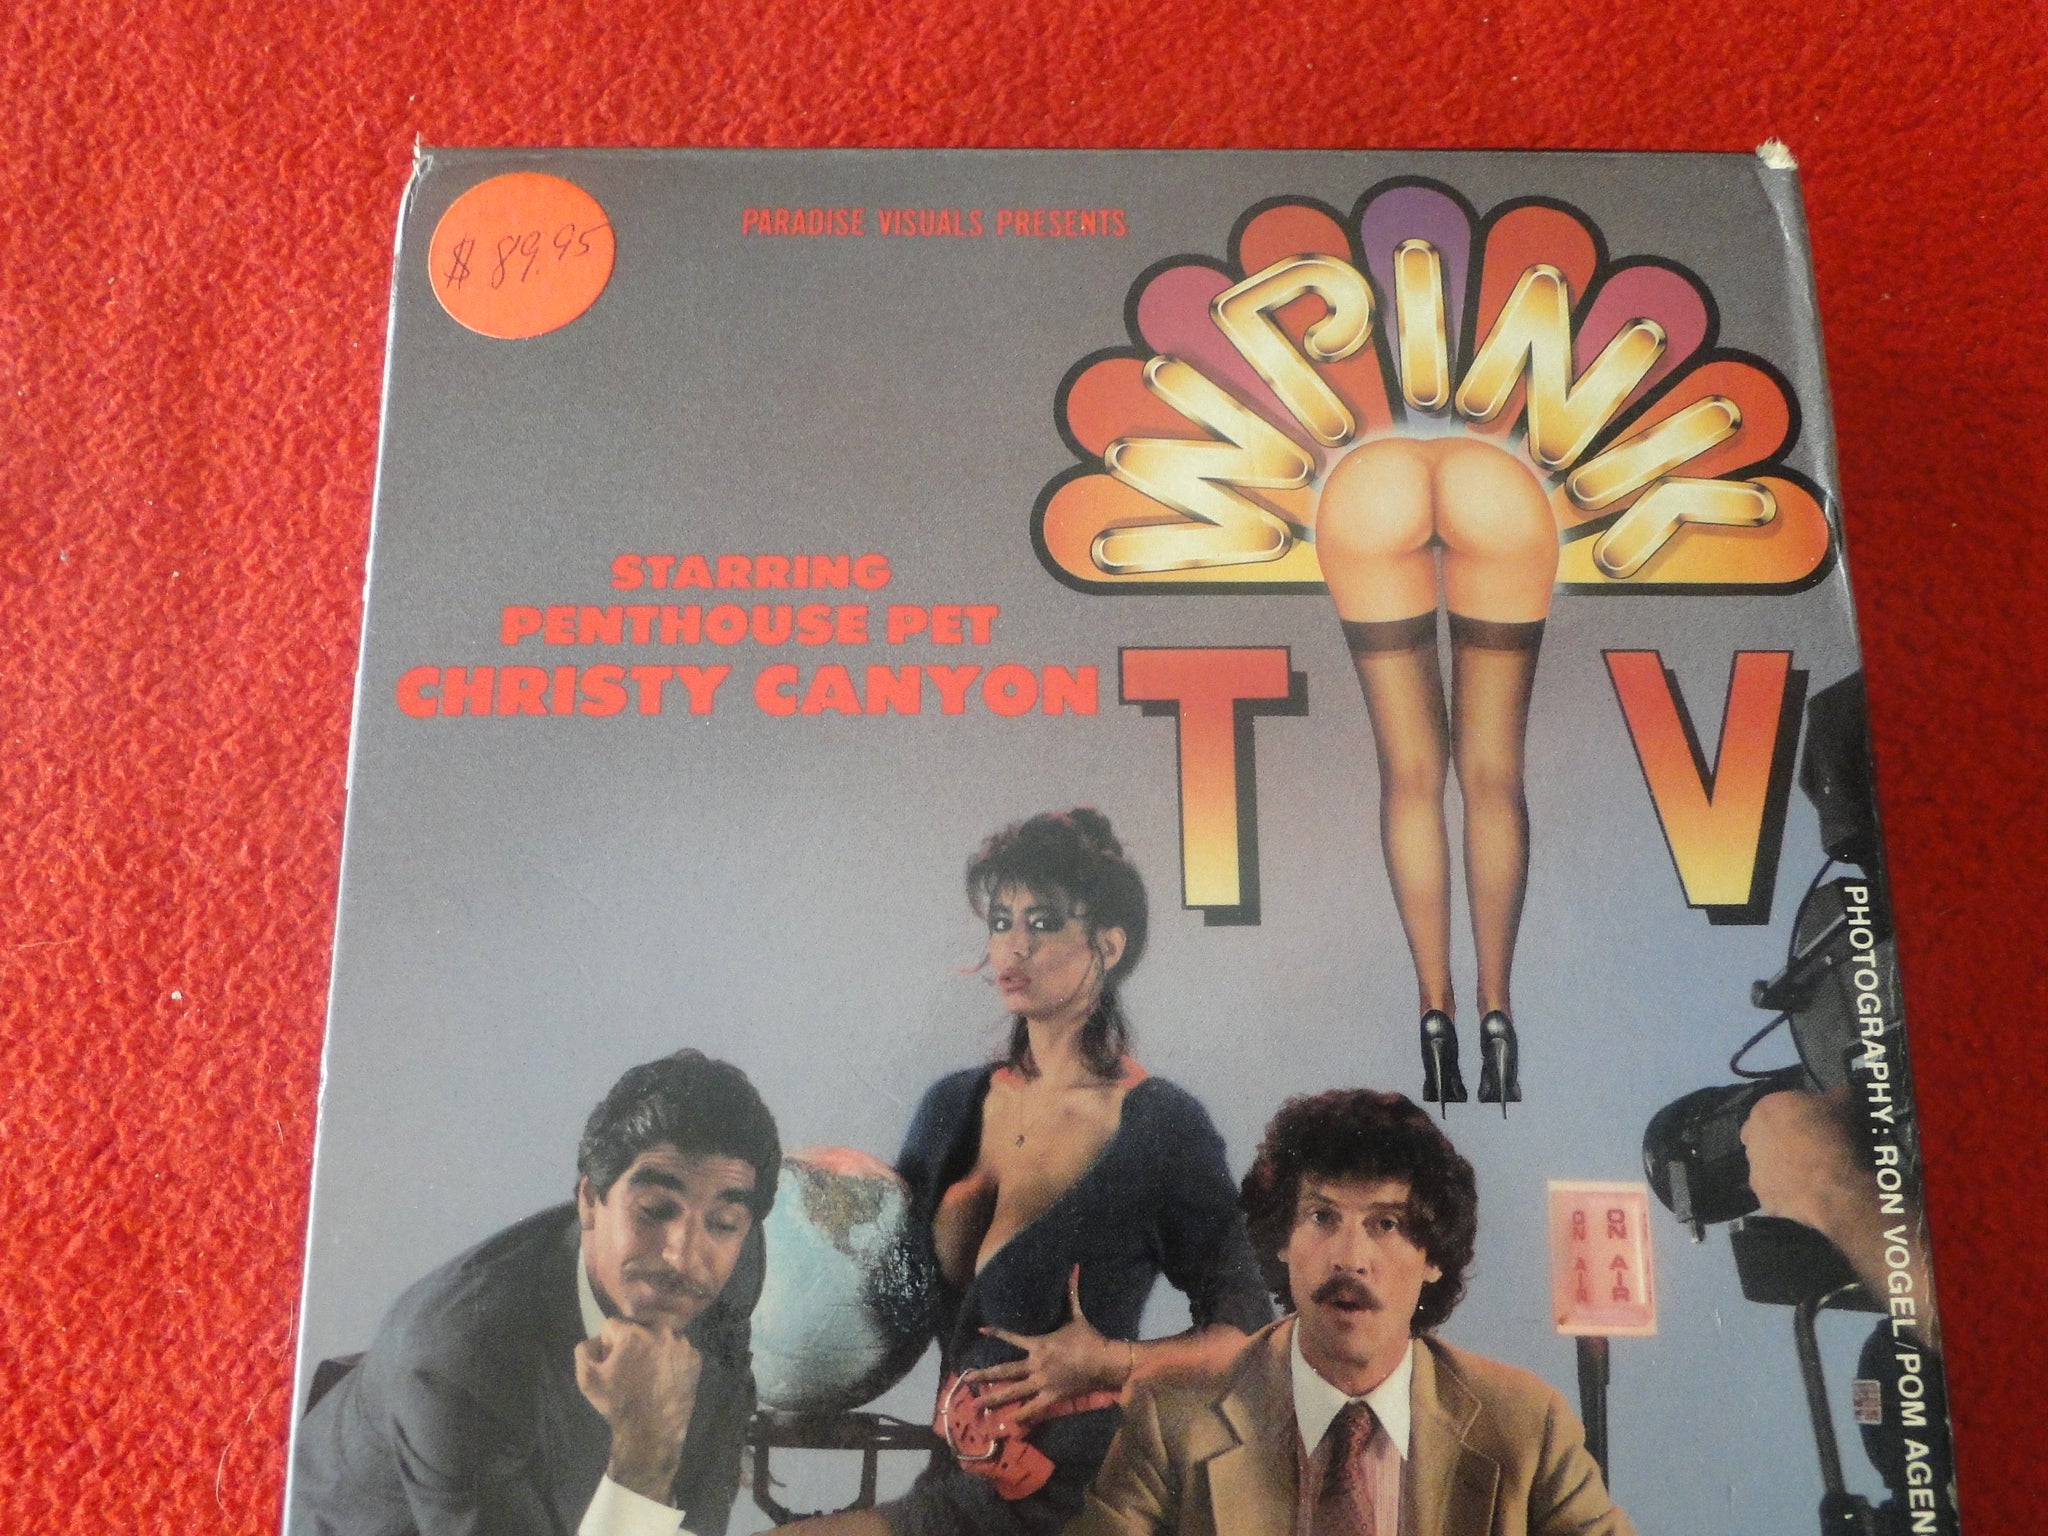 $ 89.95
PARADISE VISUALS PRESENTS
WPINK
TV
STARRING
PENTHOUSE PET
CHRISTY CANYON
ON AIR
ON AIR
PHOTOGRAPHY: RON VOGEL/POM AGEN